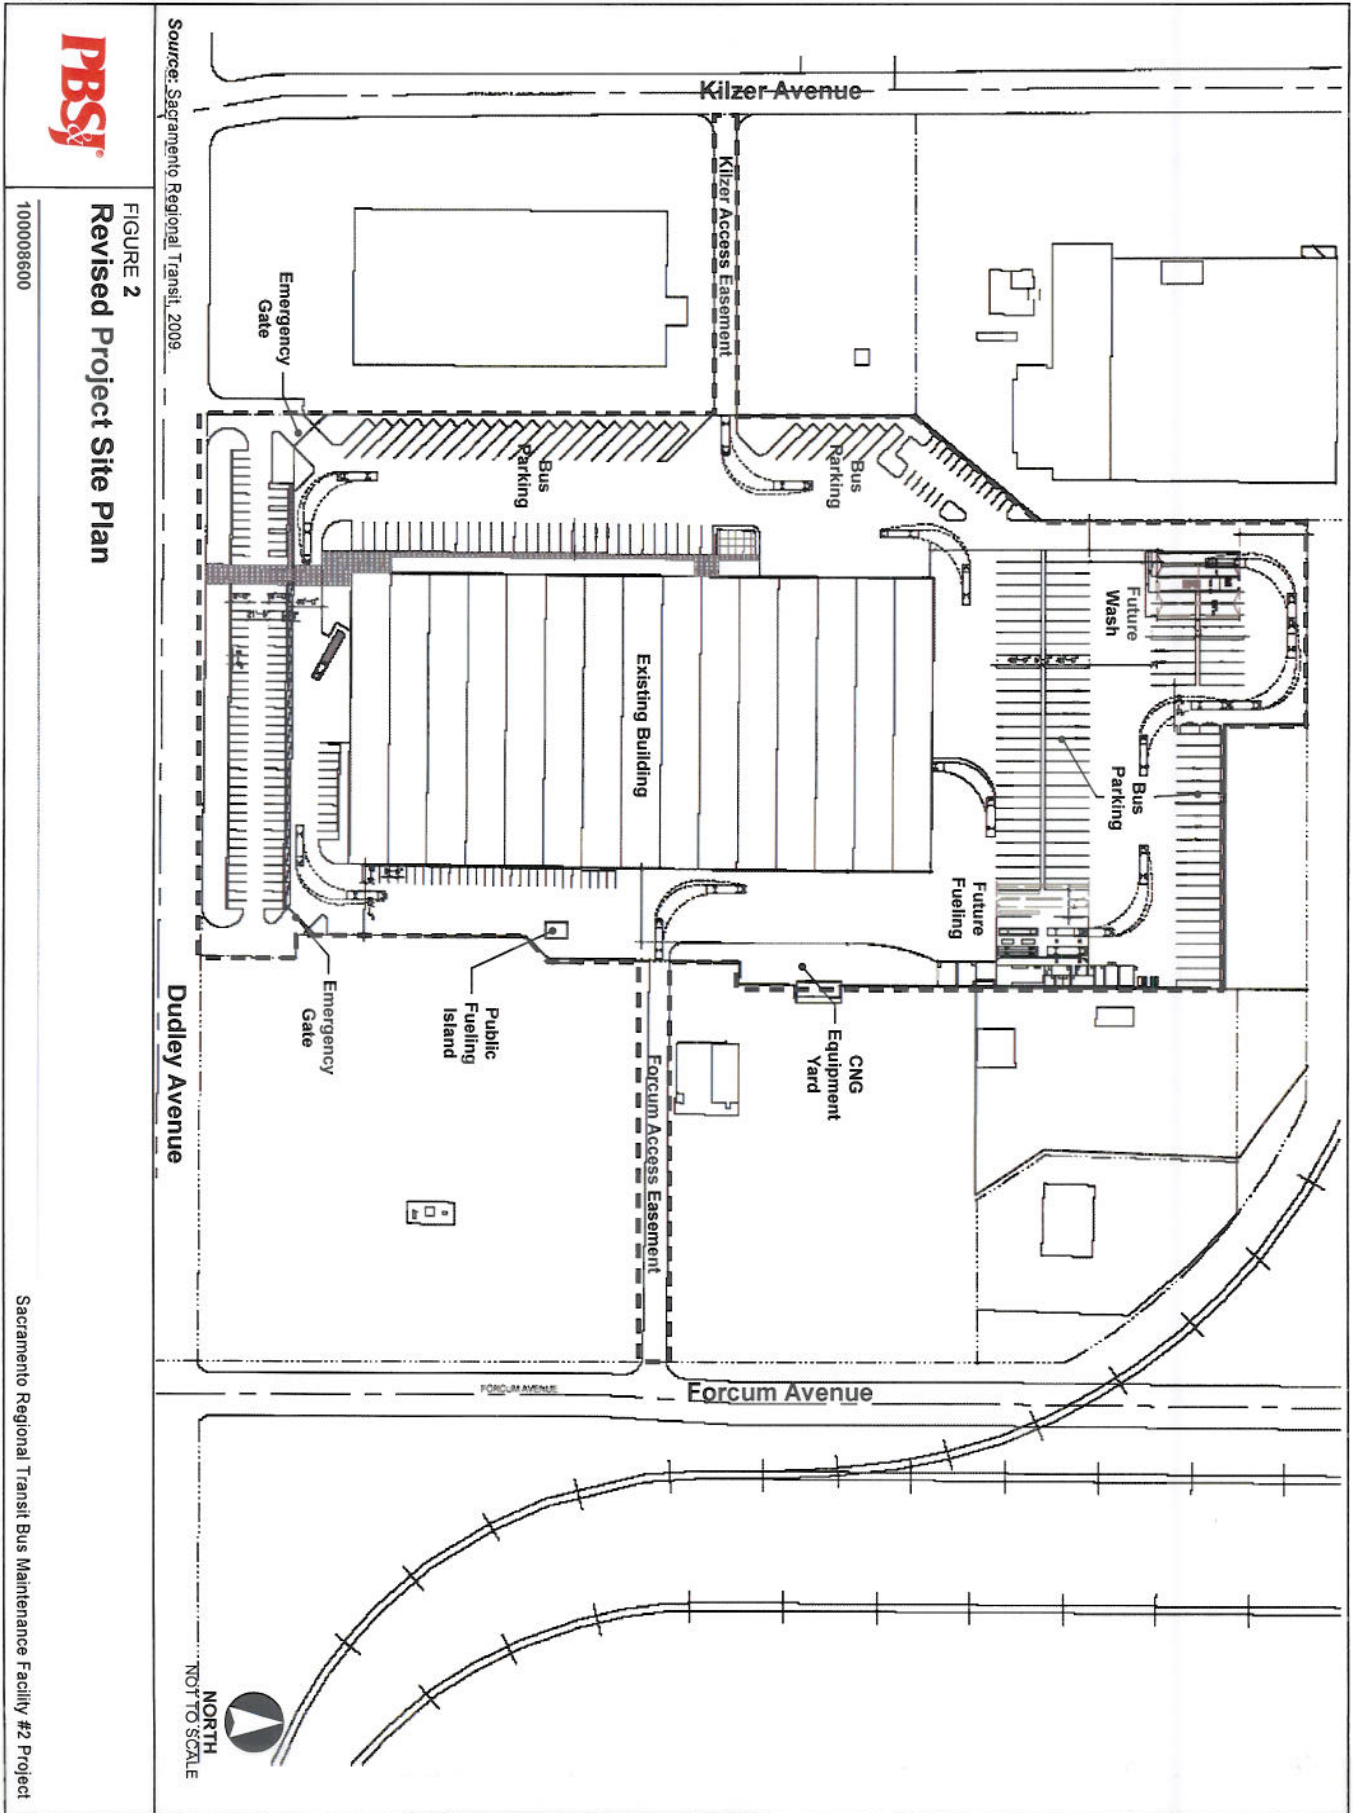 Kilzer Avenue
Kilzer Access Easement
Emergency
Gate
Bus
Parking
Bus
Parking
Future
Wash
Existing Building
Bus
Parking
Future
Fueling
Public
Fueling
Island
CNG
Equipment
Yard
Emergency
Gate
Forcum Access Easement
Dudley Avenue
FORCUM AVENUE
Forcum Avenue
NORTH
NOT TO SCALE
Source: Sacramento Regional Transit, 2009.
PBS&J®
FIGURE 2
Revised Project Site Plan
100008600
Sacramento Regional Transit Bus Maintenance Facility #2 Project